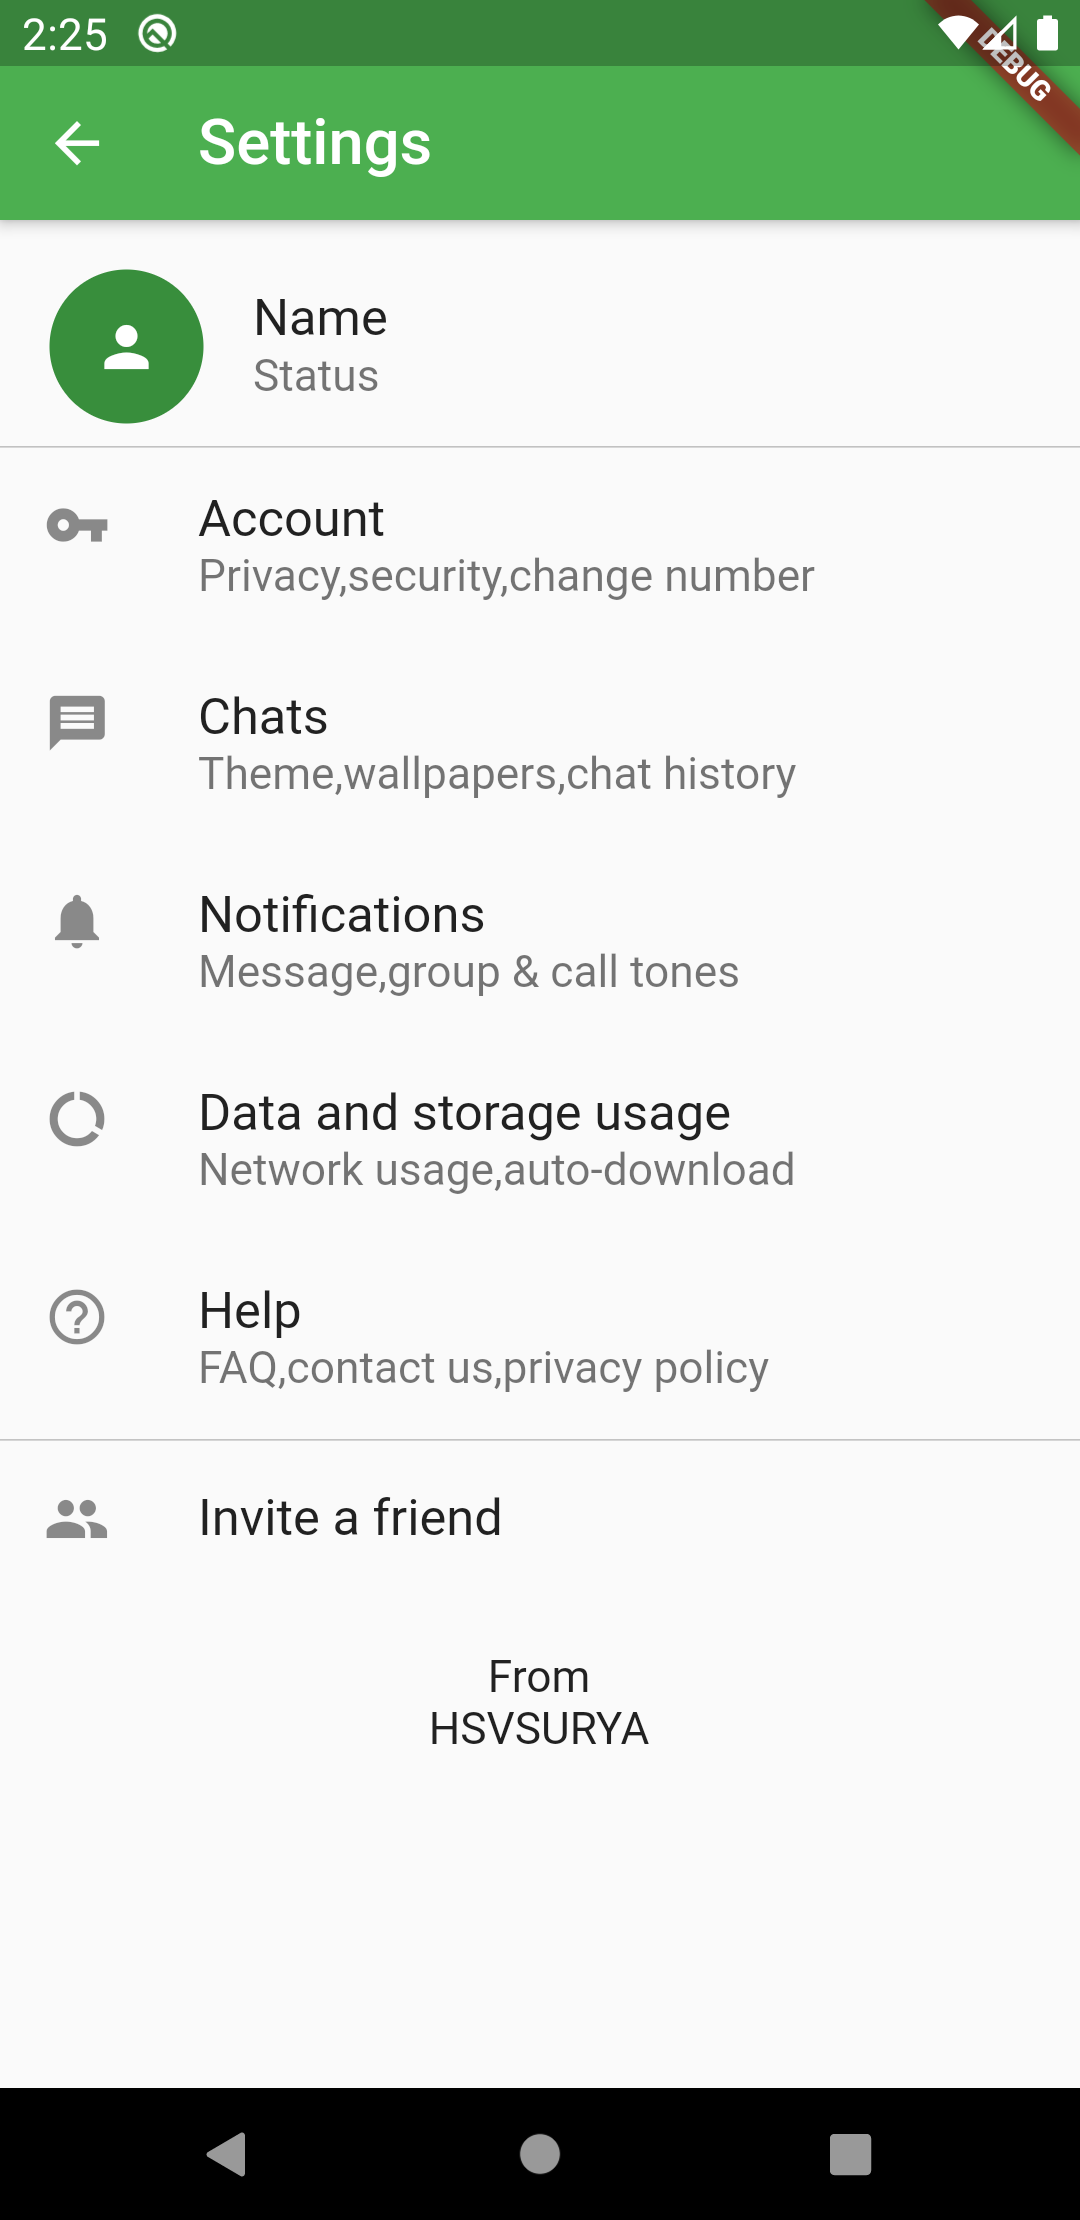 2:25
DEBUG
Settings
Name
Status
Account
Privacy,security,change number
Chats
Theme,wallpapers,chat history
Notifications
Message,group & call tones
Data and storage usage
Network usage,auto-download
Help
FAQ,contact us,privacy policy
Invite a friend
From
HSVSURYA